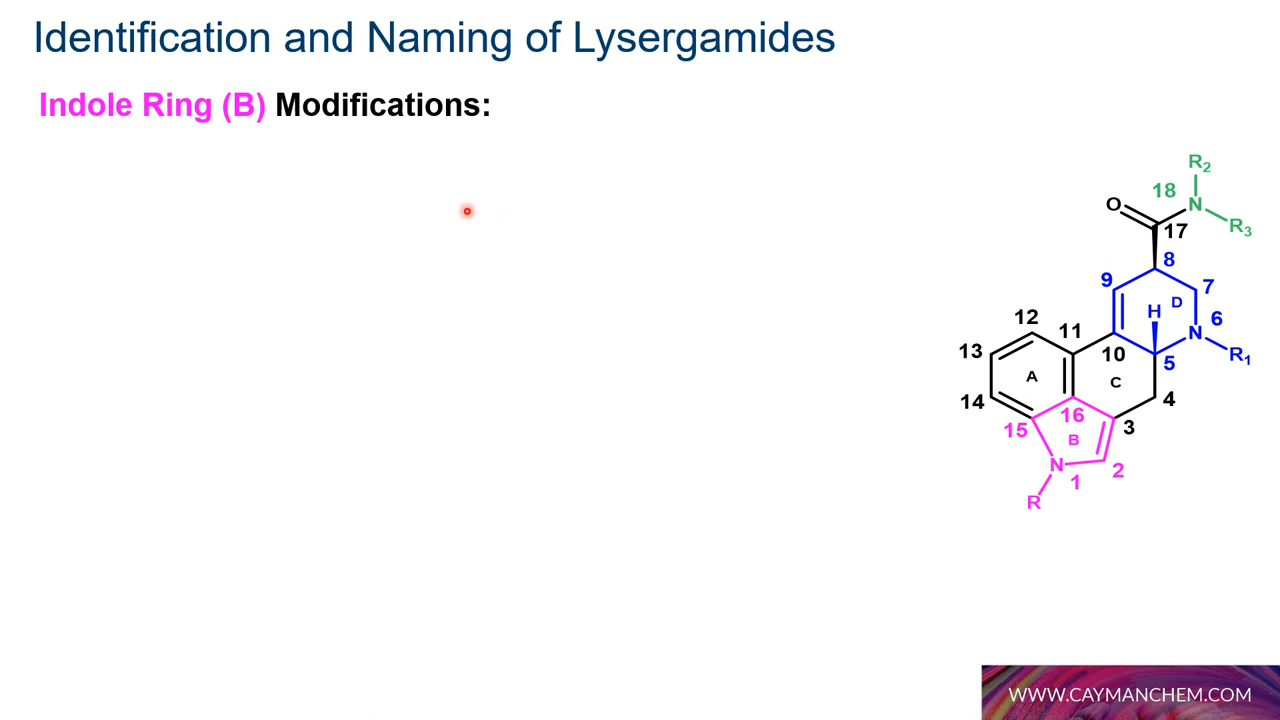 Identification and Naming of Lysergamides
Indole Ring (B) Modifications:
R2
18
O
N
R3
17
8
9
7
D
H
6
12
11
N
13
10
R1
5
A
C
14
4
16
3
15
B
N
2
1
R
WWW.CAYMANCHEM.COM